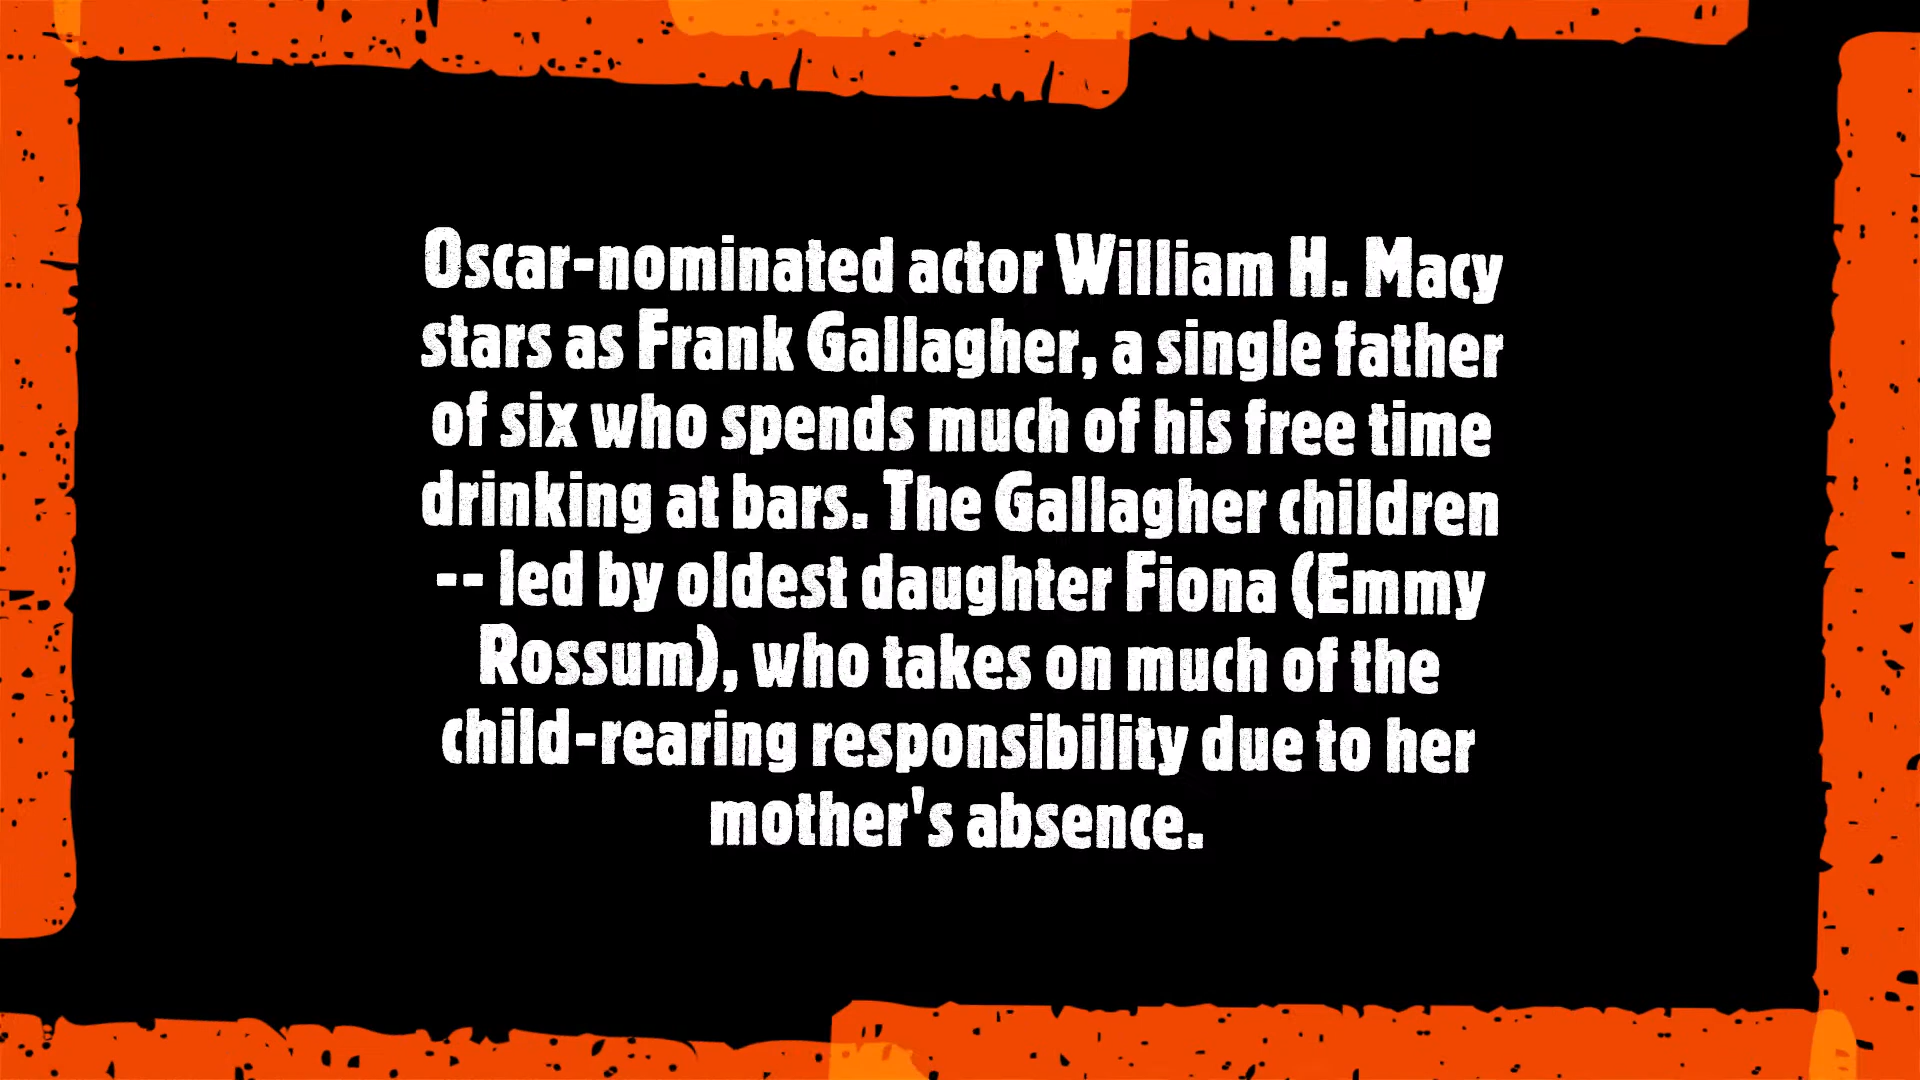 Oscar-nominated actor William H. Macy
stars as Frank Gallagher, a single father
of six who spends much of his free time
drinking at bars. The Gallagher children
-- led by oldest daughter Fiona (Emmy
Rossum), who takes on much of the
child-rearing responsibility due to her
mother's absence.